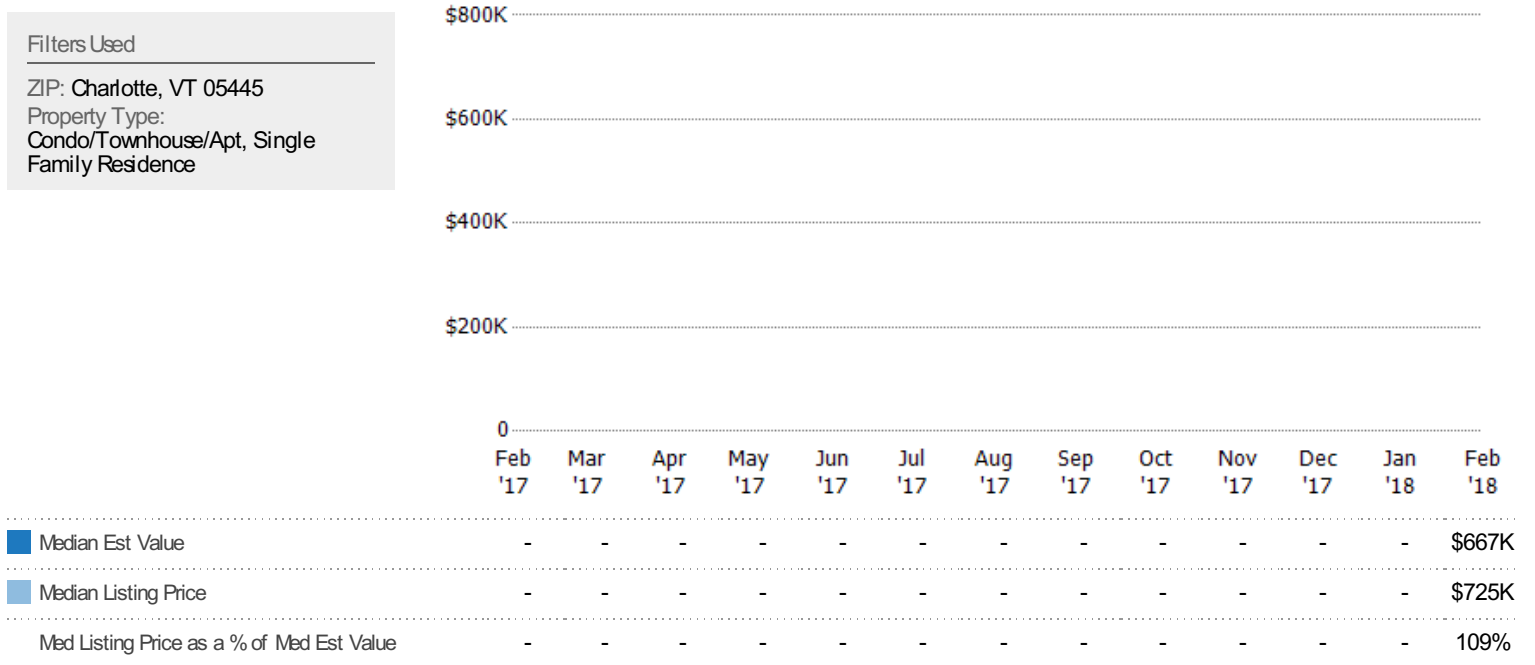 Filters Used
ZIP: Charlotte, VT 05445
Property Type:
Condo/Townhouse/Apt, Single
Family Residence
$800K
$600K
$400K
$200K
0
Feb Mar Apr May Jun Jul Aug Sep Oct Nov Dec Jan Feb
'17 '17 '17 '17 '17 '17 '17 '17 '17 '17 '17 '18 '18
Median Est Value - - - - - - - - - - - - $667K
Median Listing Price - - - - - - - - - - - - $725K
Med Listing Price as a % of Med Est Value - - - - - - - - - - - - 109%